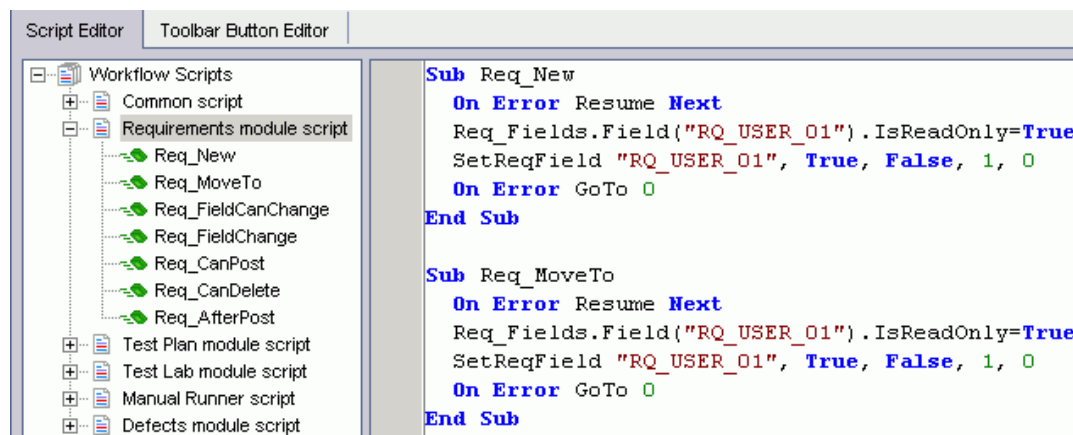 Script Editor Toolbar Button Editor
Workflow Scripts
Common script
Requirements module script
Req_New
Req_MoveTo
Req_FieldCanChange
Req_FieldChange
Req_CanPost
Req_CanDelete
Req_AfterPost
Test Plan module script
Test Lab module script
Manual Runner script
Defects module script
Sub Req_New
On Error Resume Next
Req_Fields.Field("RQ_USER_01").IsReadOnly=True
SetReqField "RQ_USER_01", True, False, 1, 0
On Error GoTo 0
End Sub
Sub Req_MoveTo
On Error Resume Next
Req_Fields.Field("RQ_USER_01").IsReadOnly=True
SetReqField "RQ_USER_01", True, False, 1, 0
On Error GoTo 0
End Sub